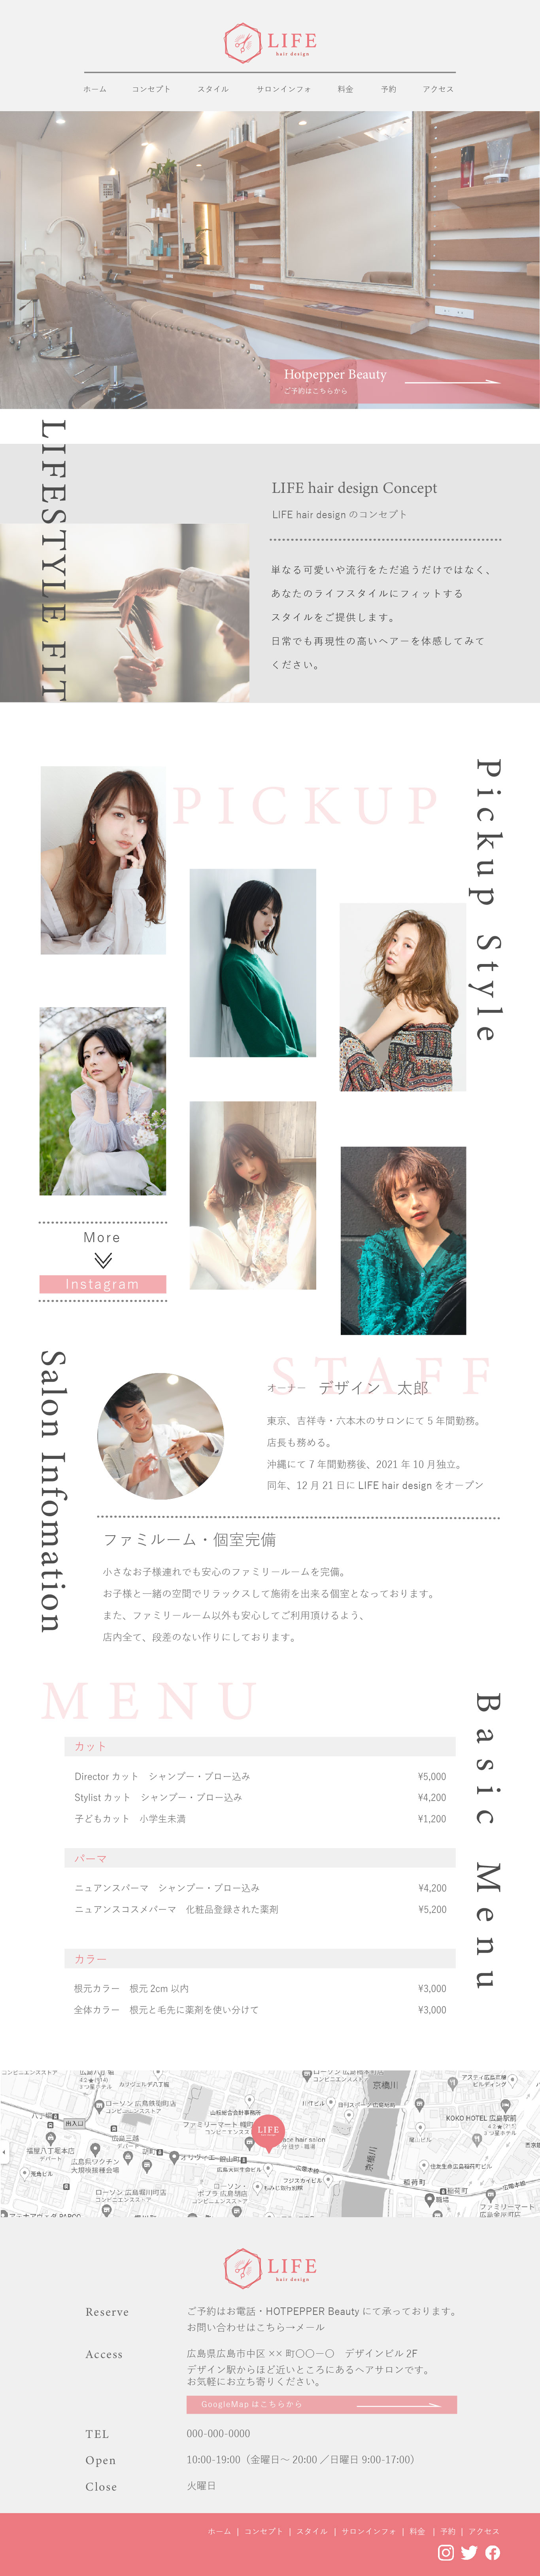 LIFE
hair design
ホーム コンセプト スタイル サロンインフォ 料金 予約 アクセス
Hotpepper Beauty
ご予約はこちらから
LIFESTYLE FIT
LIFE hair design Concept
LIFE hair design のコンセプト
単なる可愛いや流行をただ追うだけではなく、
あなたのライフスタイルにフィットする
スタイルをご提供します。
日常でも再現性の高いヘアーを体感してみて
ください。
PICKUP
Pickup Style
More
Instagram
Salon Infomation
STAFF
オーナー デザイン 太郎
東京、吉祥寺・六本木のサロンにて 5 年間勤務。
店長も務める。
沖縄にて 7 年間勤務後、2021 年 10 月独立。
同年、12 月 21 日に LIFE hair design をオープン
ファミルーム・個室完備
小さなお子様連れでも安心のファミリールームを完備。
お子様と一緒の空間でリラックスして施術を出来る個室となっております。
また、ファミリールーム以外も安心してご利用頂けるよう、
店内全て、段差のない作りにしております。
MENU
Basic Menu
カット
Director カット シャンプー・ブロー込み ¥5,000
Stylist カット シャンプー・ブロー込み ¥4,200
子どもカット 小学生未満 ¥1,200
パーマ
ニュアンスパーマ シャンプー・ブロー込み ¥4,200
ニュアンスコスメパーマ 化粧品登録された薬剤 ¥5,200
カラー
根元カラー 根元 2cm 以内 ¥3,000
全体カラー 根元と毛先に薬剤を使い分けて ¥3,000
京橋川
KOKO HOTEL 広島駅前
LIFE
広島三越
稲荷町
LIFE
hair design
Reserve ご予約はお電話・HOTPEPPER Beauty にて承っております。
お問い合わせはこちら→メール
Access 広島県広島市中区 ×× 町〇〇ー〇 デザインビル 2F
デザイン駅からほど近いところにあるヘアサロンです。
お気軽にお立ち寄りください。
GoogleMap はこちらから
TEL 000-000-0000
Open 10:00-19:00（金曜日～ 20:00 ／日曜日 9:00-17:00）
Close 火曜日
ホーム | コンセプト | スタイル | サロンインフォ | 料金 | 予約 | アクセス